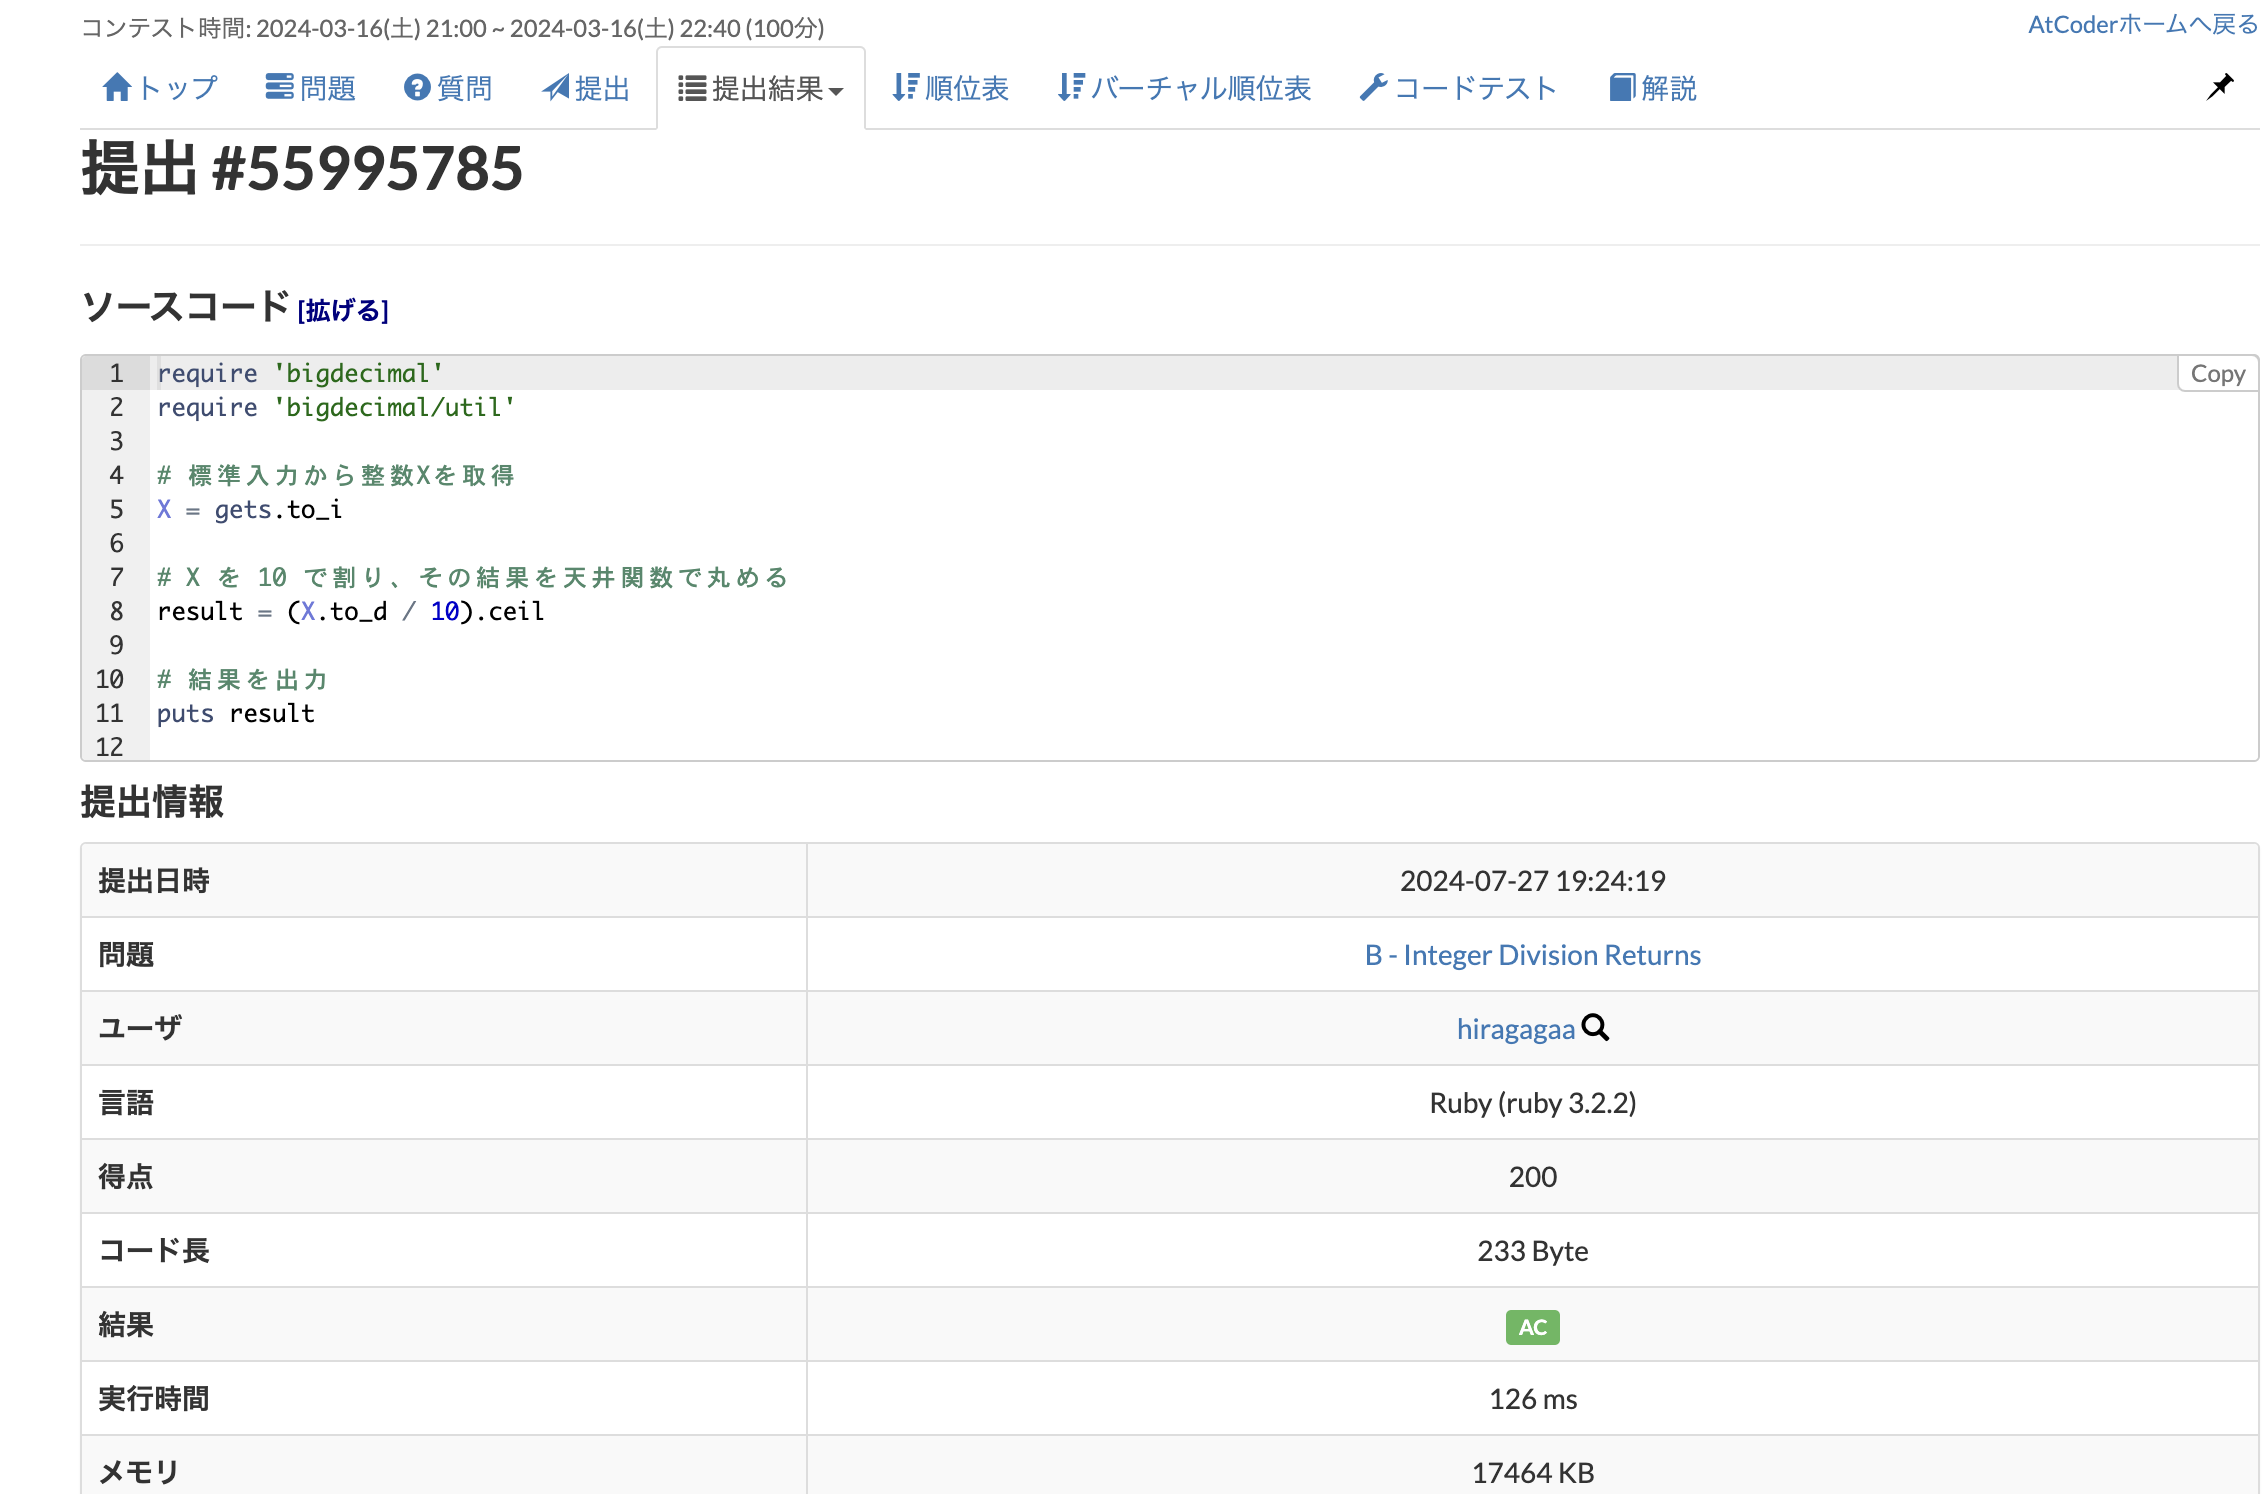 コンテスト時間: 2024-03-16(土) 21:00 ~ 2024-03-16(土) 22:40 (100分)
AtCoderホームへ戻る
トップ 問題 質問 提出 提出結果 順位表 バーチャル順位表 コードテスト 解説
提出 #55995785
ソースコード [拡げる]
Copy
1 require 'bigdecimal'
2 require 'bigdecimal/util'
3
4 # 標準入力から整数Xを取得
5 X = gets.to_i
6
7 # X を 10 で割り、その結果を天井関数で丸める
8 result = (X.to_d / 10).ceil
9
10 # 結果を出力
11 puts result
12
提出情報
提出日時 2024-07-27 19:24:19
問題 B - Integer Division Returns
ユーザ hiragagaa
言語 Ruby (ruby 3.2.2)
得点 200
コード長 233 Byte
結果 AC
実行時間 126 ms
メモリ 17464 KB